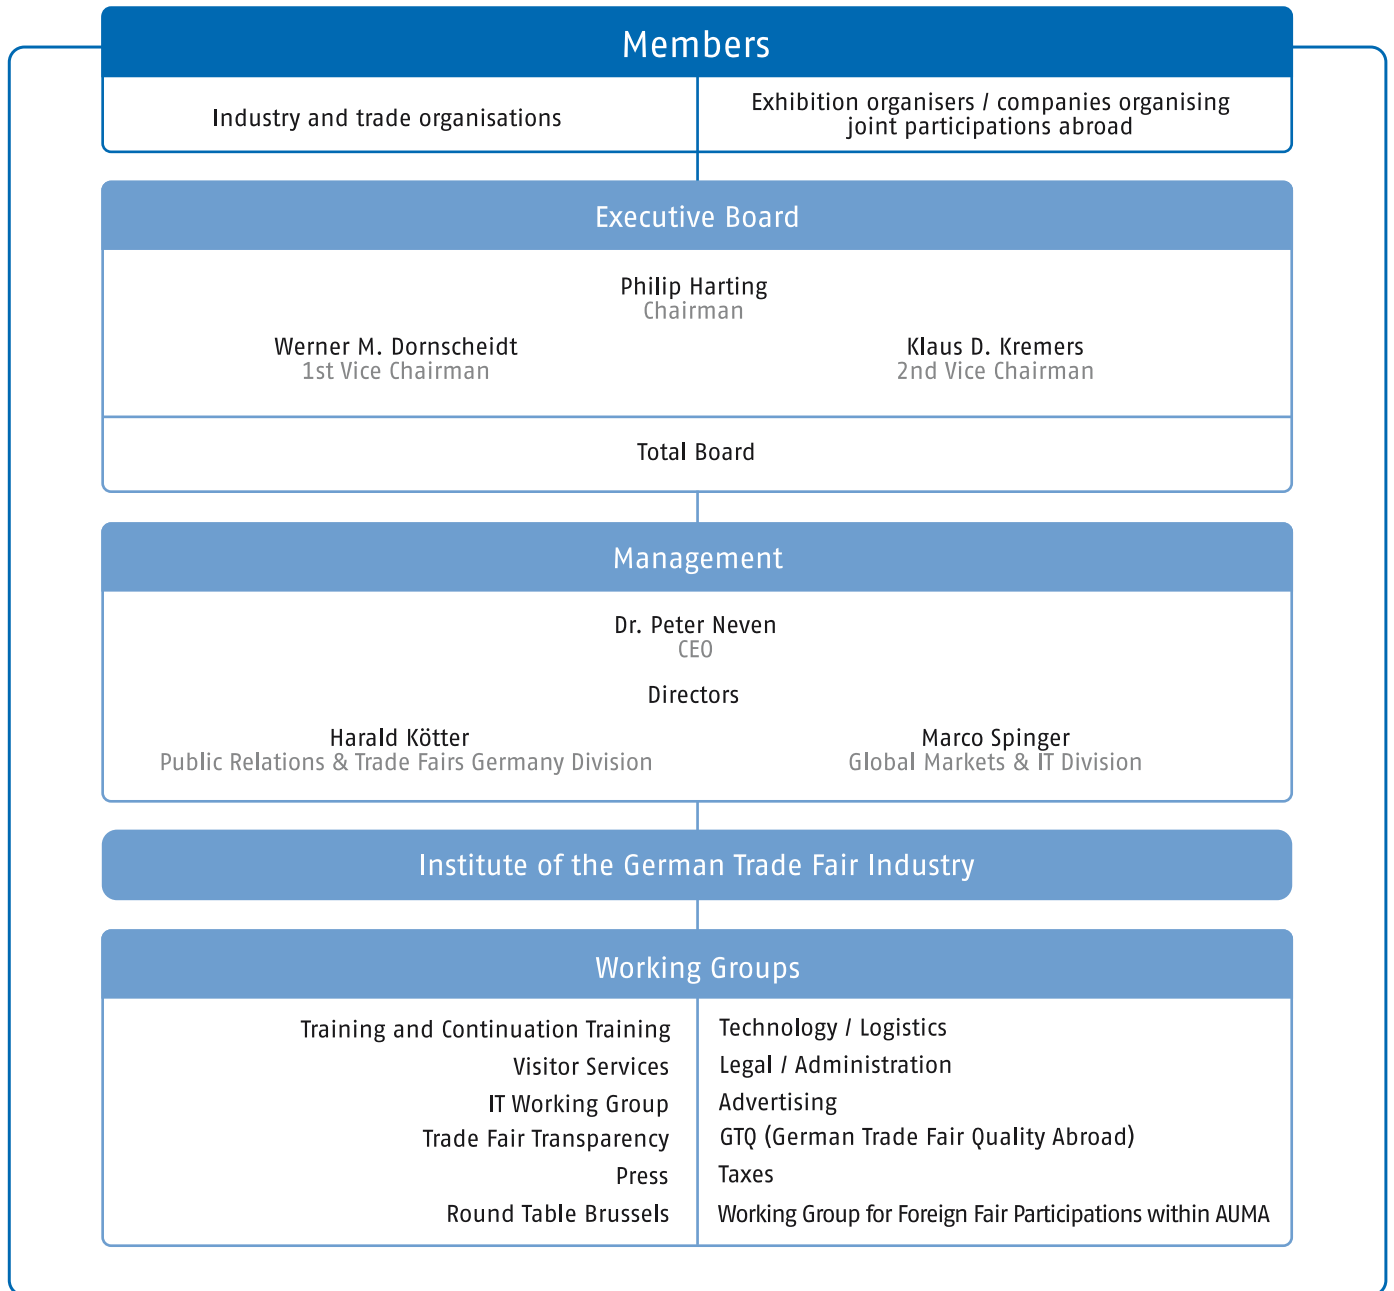 Members
Industry and trade organisations
Exhibition organisers / companies organising
joint participations abroad
Executive Board
Philip Harting
Chairman
Werner M. Dornscheidt
1st Vice Chairman
Klaus D. Kremers
2nd Vice Chairman
Total Board
Management
Dr. Peter Neven
CEO
Directors
Harald Kötter
Public Relations & Trade Fairs Germany Division
Marco Spinger
Global Markets & IT Division
Institute of the German Trade Fair Industry
Working Groups
Training and Continuation Training
Visitor Services
IT Working Group
Trade Fair Transparency
Press
Round Table Brussels
Technology / Logistics
Legal / Administration
Advertising
GTQ (German Trade Fair Quality Abroad)
Taxes
Working Group for Foreign Fair Participations within AUMA